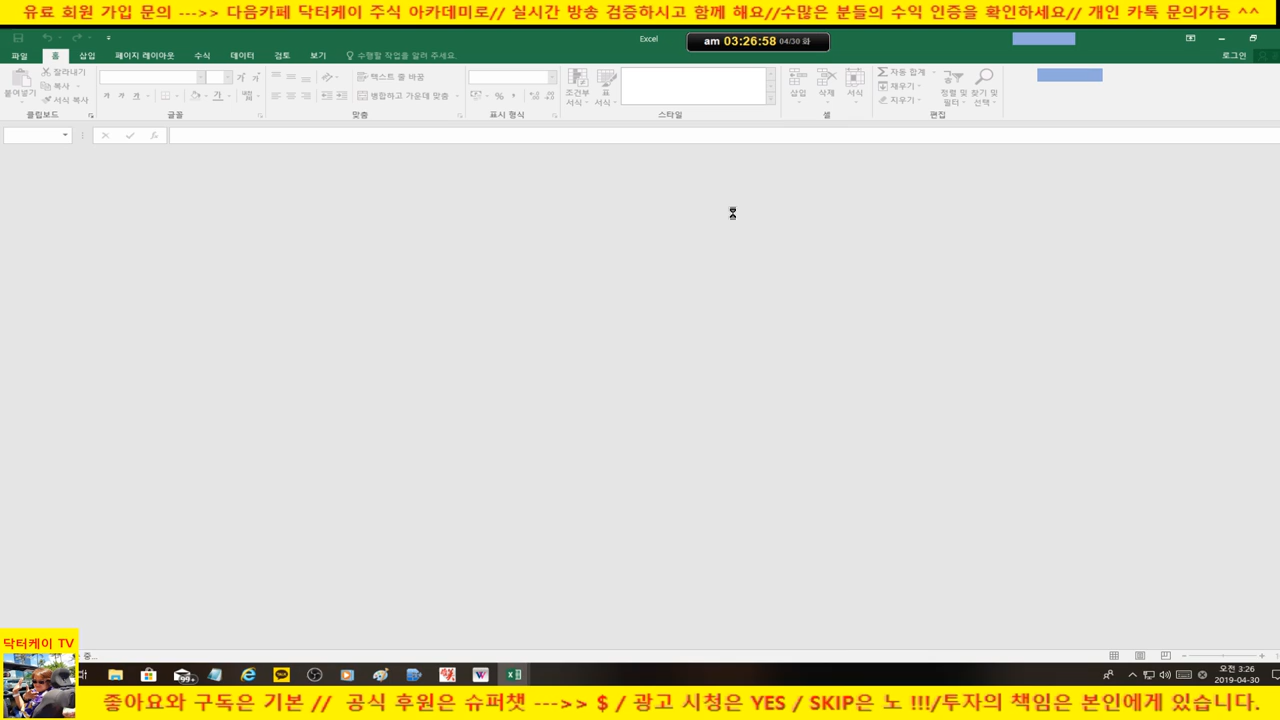 유료 회원 가입 문의 --->> 다음카페 닥터케이 주식 아카데미로// 실시간 방송 검증하시고 함께 해요//수많은 분들의 수익 인증을 확인하세요// 개인 카톡 문의가능 ^^
Excel
am 03:26:58 04/30 화
파일 홈 삽입 페이지 레이아웃 수식 데이터 검토 보기 수행할 작업을 알려 주세요. 로그인
붙여넣기 잘라내기 복사 서식 복사
가 가 가 가 가 텍스트 줄 바꿈 병합하고 가운데 맞춤
%
조건부 서식 표 서식
삽입 삭제 서식
자동 합계 채우기 지우기
정렬 및 필터 찾기 및 선택
클립보드 글꼴 맞춤 표시 형식 스타일 셀 편집
fx
닥터케이 TV
중...
99+
오전 3:26
2019-04-30
좋아요와 구독은 기본 // 공식 후원은 슈퍼챗 --->> $ / 광고 시청은 YES / SKIP은 노 !!!/투자의 책임은 본인에게 있습니다.